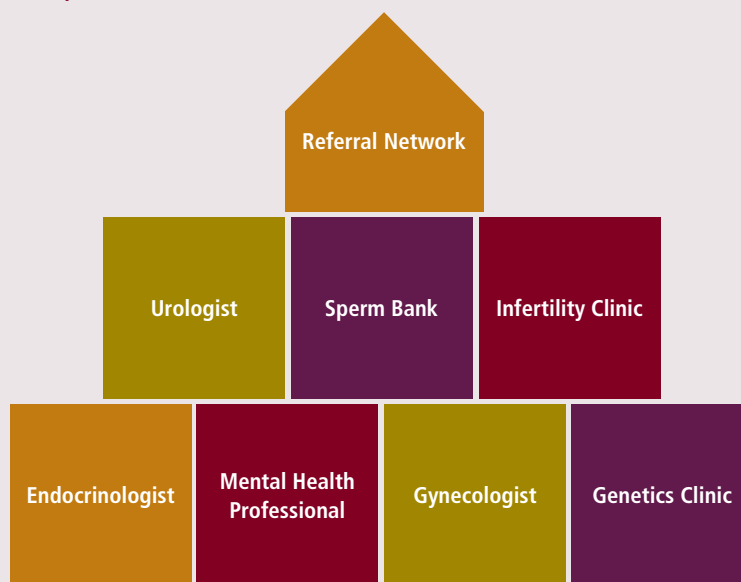 Referral Network
Urologist
Sperm Bank
Infertility Clinic
Endocrinologist
Mental Health
Professional
Gynecologist
Genetics Clinic